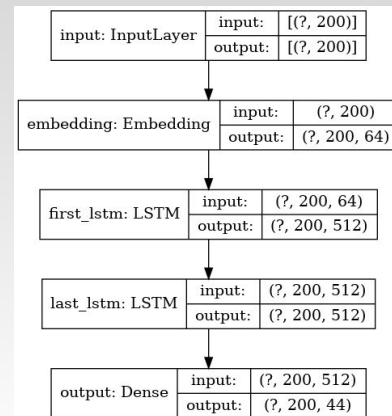 input: InputLayer
input: [(?, 200)]
output: [(?, 200)]
embedding: Embedding
input: (?, 200)
output: (?, 200, 64)
first_lstm: LSTM
input: (?, 200, 64)
output: (?, 200, 512)
last_lstm: LSTM
input: (?, 200, 512)
output: (?, 200, 512)
output: Dense
input: (?, 200, 512)
output: (?, 200, 44)